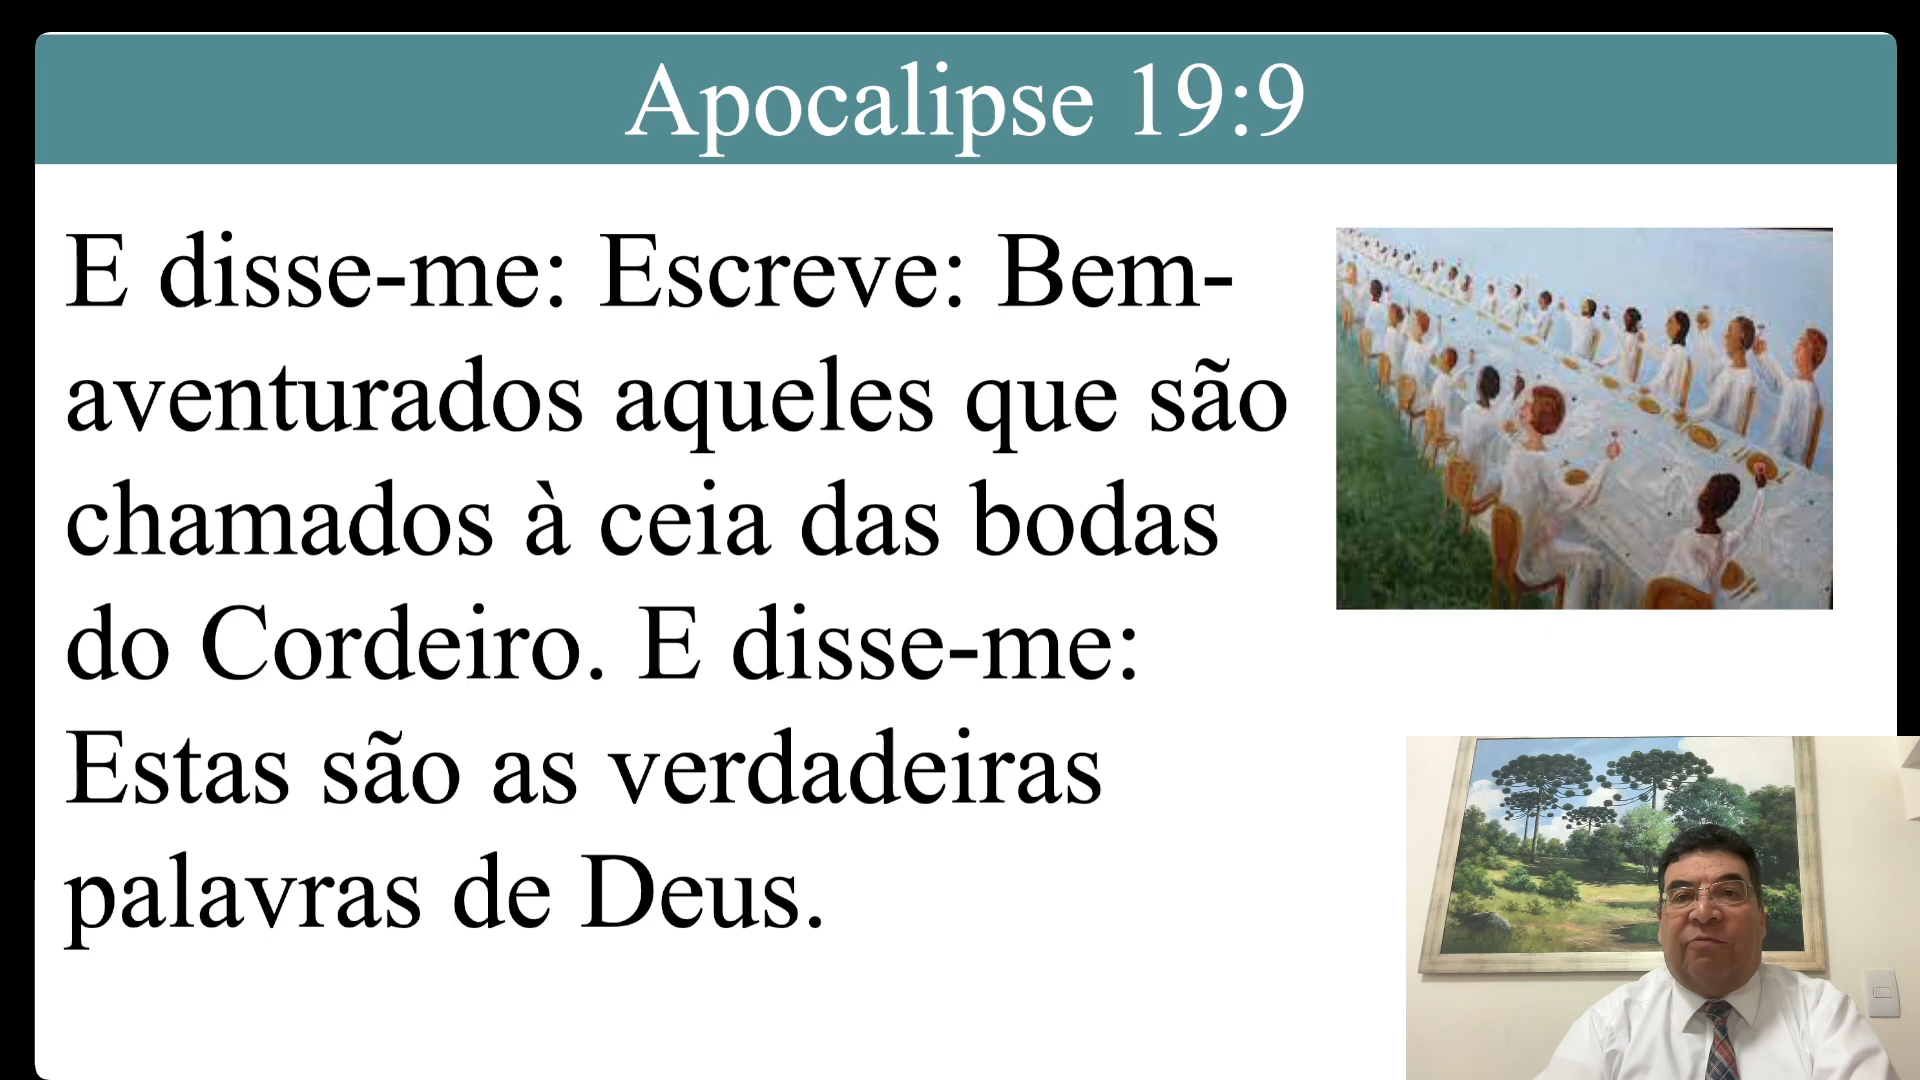 Apocalipse 19:9
E disse-me: Escreve: Bem-
aventurados aqueles que são
chamados à ceia das bodas
do Cordeiro. E disse-me:
Estas são as verdadeiras
palavras de Deus.